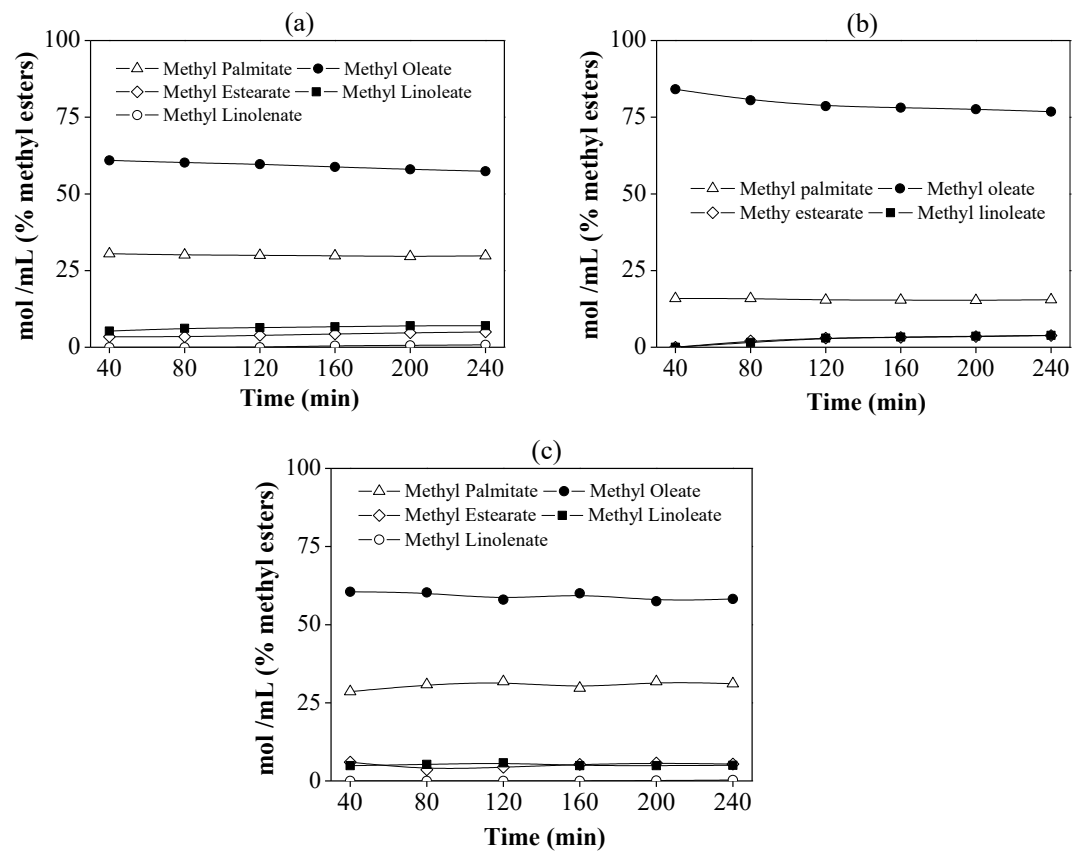 (a)
100
75
50
25
0
mol /mL (% methyl esters)
Methyl Palmitate Methyl Oleate
Methyl Estearate Methyl Linoleate
Methyl Linolenate
40 80 120 160 200 240
Time (min)
(b)
100
75
50
25
0
mol /mL (% methyl esters)
Methyl palmitate Methyl oleate
Methy estearate Methyl linoleate
40 80 120 160 200 240
Time (min)
(c)
100
75
50
25
0
mol /mL (% methyl esters)
Methyl Palmitate Methyl Oleate
Methyl Estearate Methyl Linoleate
Methyl Linolenate
40 80 120 160 200 240
Time (min)